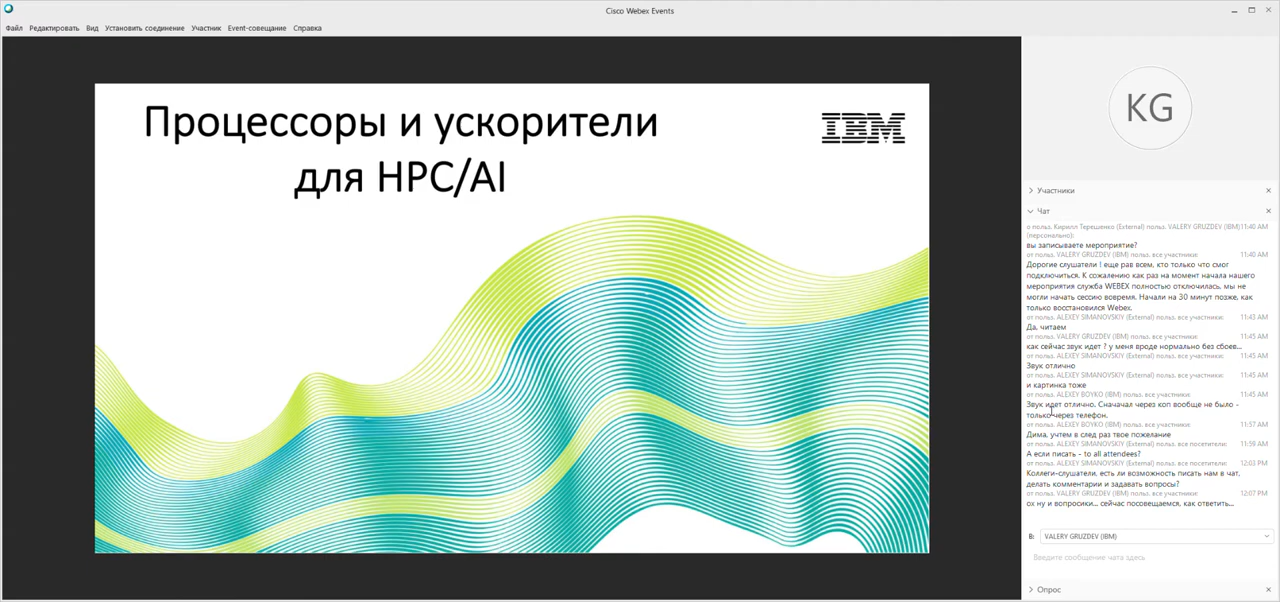 Cisco Webex Events
Файл Редактировать Вид Установить соединение Участник Event-совещание Справка
Процессоры и ускорители
для HPC/AI
IBM
KG
Участники
Чат
о польз. Кирилл Терешенко (External) польз. VALERY GRUZDEV (IBM) 11:40 AM
(персонально):
вы записываете мероприятие?
от польз. VALERY GRUZDEV (IBM) польз. все участники: 11:40 AM
Дорогие слушатели ! еще рав всем, кто только что смог
подключиться. К сожалению как раз на момент начала нашего
мероприятия служба WEBEX полностью отключилась, мы не
могли начать сессию вовремя. Начали на 30 минут позже, как
только восстановился Webex.
от польз. ALEXEY SIMANOVSKIY (External) польз. все участники: 11:43 AM
Да, читаем
от польз. VALERY GRUZDEV (IBM) польз. все участники: 11:45 AM
как сейчас звук идет ? у меня вроде нормально без сбоев...
от польз. ALEXEY SIMANOVSKIY (External) польз. все участники: 11:45 AM
Звук отлично
от польз. ALEXEY SIMANOVSKIY (External) польз. все участники: 11:45 AM
и картинка тоже
от польз. ALEXEY BOYKO (IBM) польз. все участники: 11:45 AM
Звук идет отлично. Сначачал через коп вообще не было -
только через телефон.
от польз. ALEXEY BOYKO (IBM) польз. все участники: 11:57 AM
Дима, учтем в след раз твое пожелание
от польз. ALEXEY SIMANOVSKIY (External) польз. все посетители: 11:59 AM
А если писать - to all attendees?
от польз. ALEXEY SIMANOVSKIY (External) польз. все посетители: 12:03 PM
Коллеги-слушатели, есть ли возможность писать нам в чат,
делать комментарии и задавать вопросы?
от польз. VALERY GRUZDEV (IBM) польз. все участники: 12:07 PM
ох ну и вопросики... сейчас посовещаемся, как ответить...
В: VALERY GRUZDEV (IBM)
Введите сообщение чата здесь
Опрос